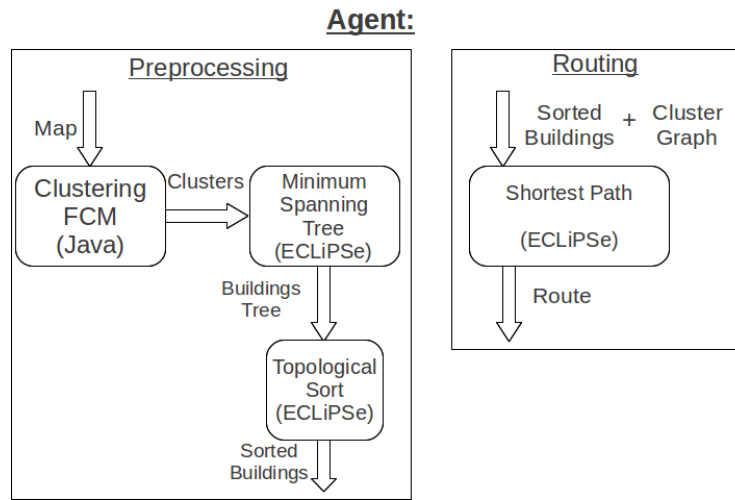 Agent:
Preprocessing
Map
Clustering
FCM
(Java)
Clusters
Minimum
Spanning
Tree
(ECLiPSe)
Buildings
Tree
Topological
Sort
(ECLiPSe)
Sorted
Buildings
Routing
Sorted
Buildings
+
Cluster
Graph
Shortest Path
(ECLiPSe)
Route